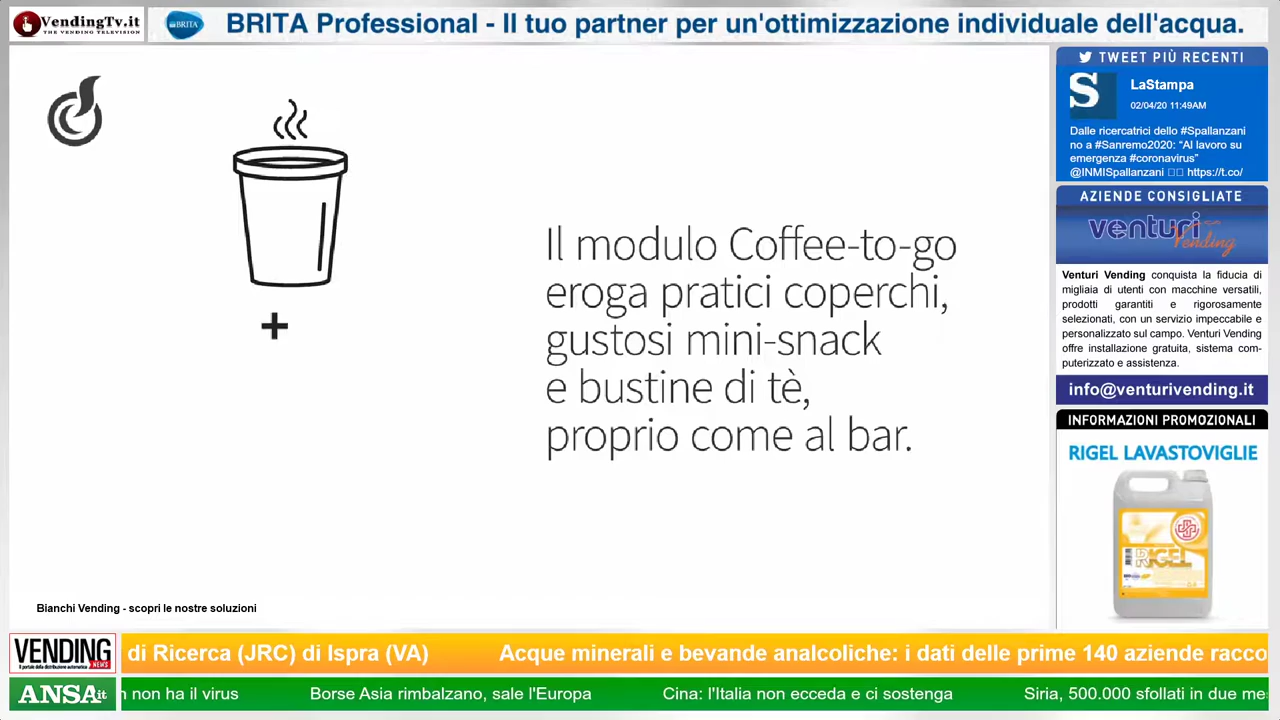 VendingTv.it
THE VENDING TELEVISION
BRITA
BRITA Professional - Il tuo partner per un'ottimizzazione individuale dell'acqua.
Il modulo Coffee-to-go
eroga pratici coperchi,
gustosi mini-snack
e bustine di tè,
proprio come al bar.
+
Bianchi Vending - scopri le nostre soluzioni
TWEET PIÙ RECENTI
S
LaStampa
02/04/20 11:49AM
Dalle ricercatrici dello #Spallanzani
no a #Sanremo2020: “Al lavoro su
emergenza #coronavirus”
@INMISpallanzani https://t.co/
AZIENDE CONSIGLIATE
venturi
Vending
Venturi Vending conquista la fiducia di
migliaia di utenti con macchine versatili,
prodotti garantiti e rigorosamente
selezionati, con un servizio impeccabile e
personalizzato sul campo. Venturi Vending
offre installazione gratuita, sistema com-
puterizzato e assistenza.
info@venturivending.it
INFORMAZIONI PROMOZIONALI
RIGEL LAVASTOVIGLIE
RIGEL
VENDING
NEWS
Il portale della distribuzione automatica
di Ricerca (JRC) di Ispra (VA) Acque minerali e bevande analcoliche: i dati delle prime 140 aziende racco
ANSA.it
n non ha il virus Borse Asia rimbalzano, sale l'Europa Cina: l'Italia non ecceda e ci sostenga Siria, 500.000 sfollati in due mes